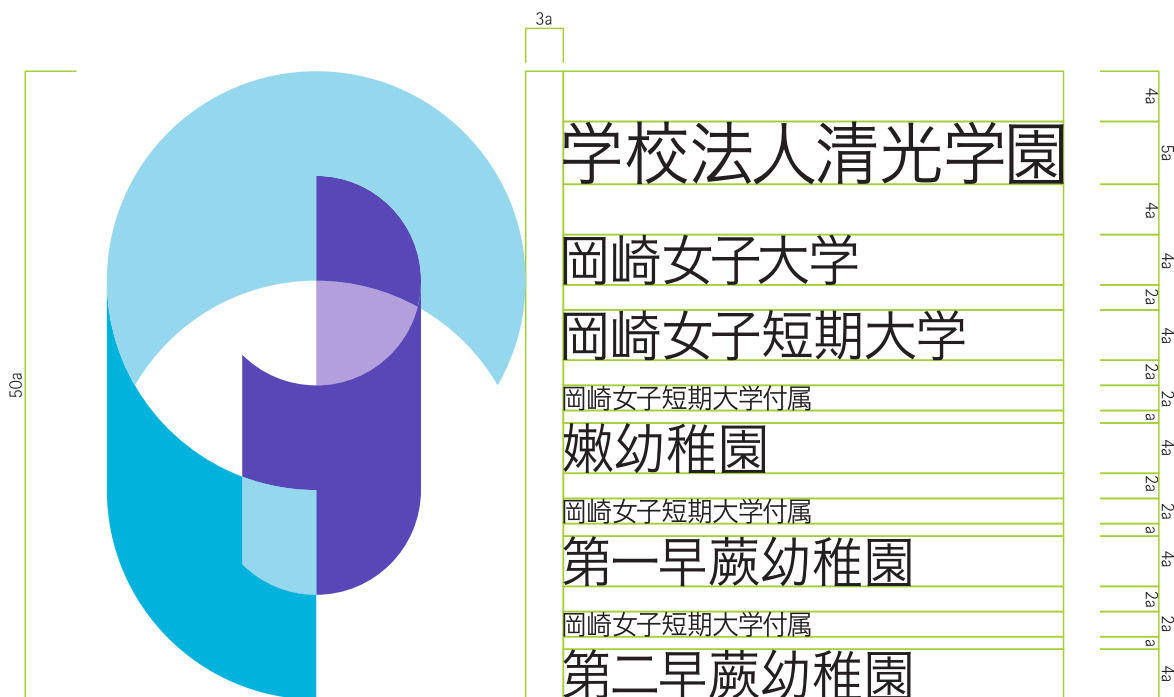 3a
50a
学校法人清光学園
岡崎女子大学
岡崎女子短期大学
岡崎女子短期大学付属
嫩幼稚園
岡崎女子短期大学付属
第一早蕨幼稚園
岡崎女子短期大学付属
第二早蕨幼稚園
4a
5a
4a
4a
2a
4a
2a
2a
a
4a
2a
2a
a
4a
2a
2a
a
4a